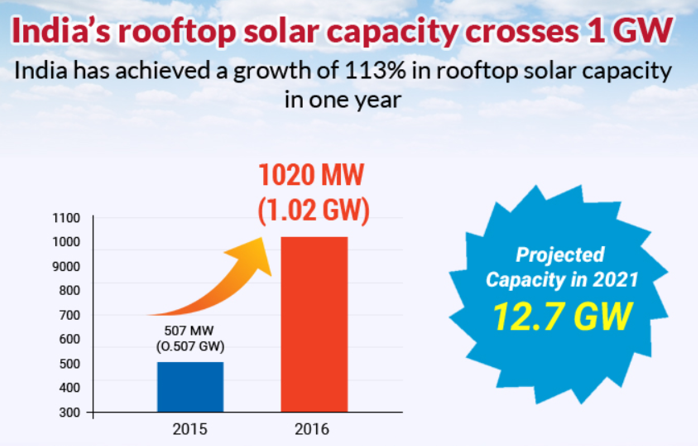 India's rooftop solar capacity crosses 1 GW
India has achieved a growth of 113% in rooftop solar capacity
in one year
1020 MW
(1.02 GW)
1100
1000
9000
800
700
600
500
400
300
507 MW
(O.507 GW)
2015
2016
Projected
Capacity in 2021
12.7 GW